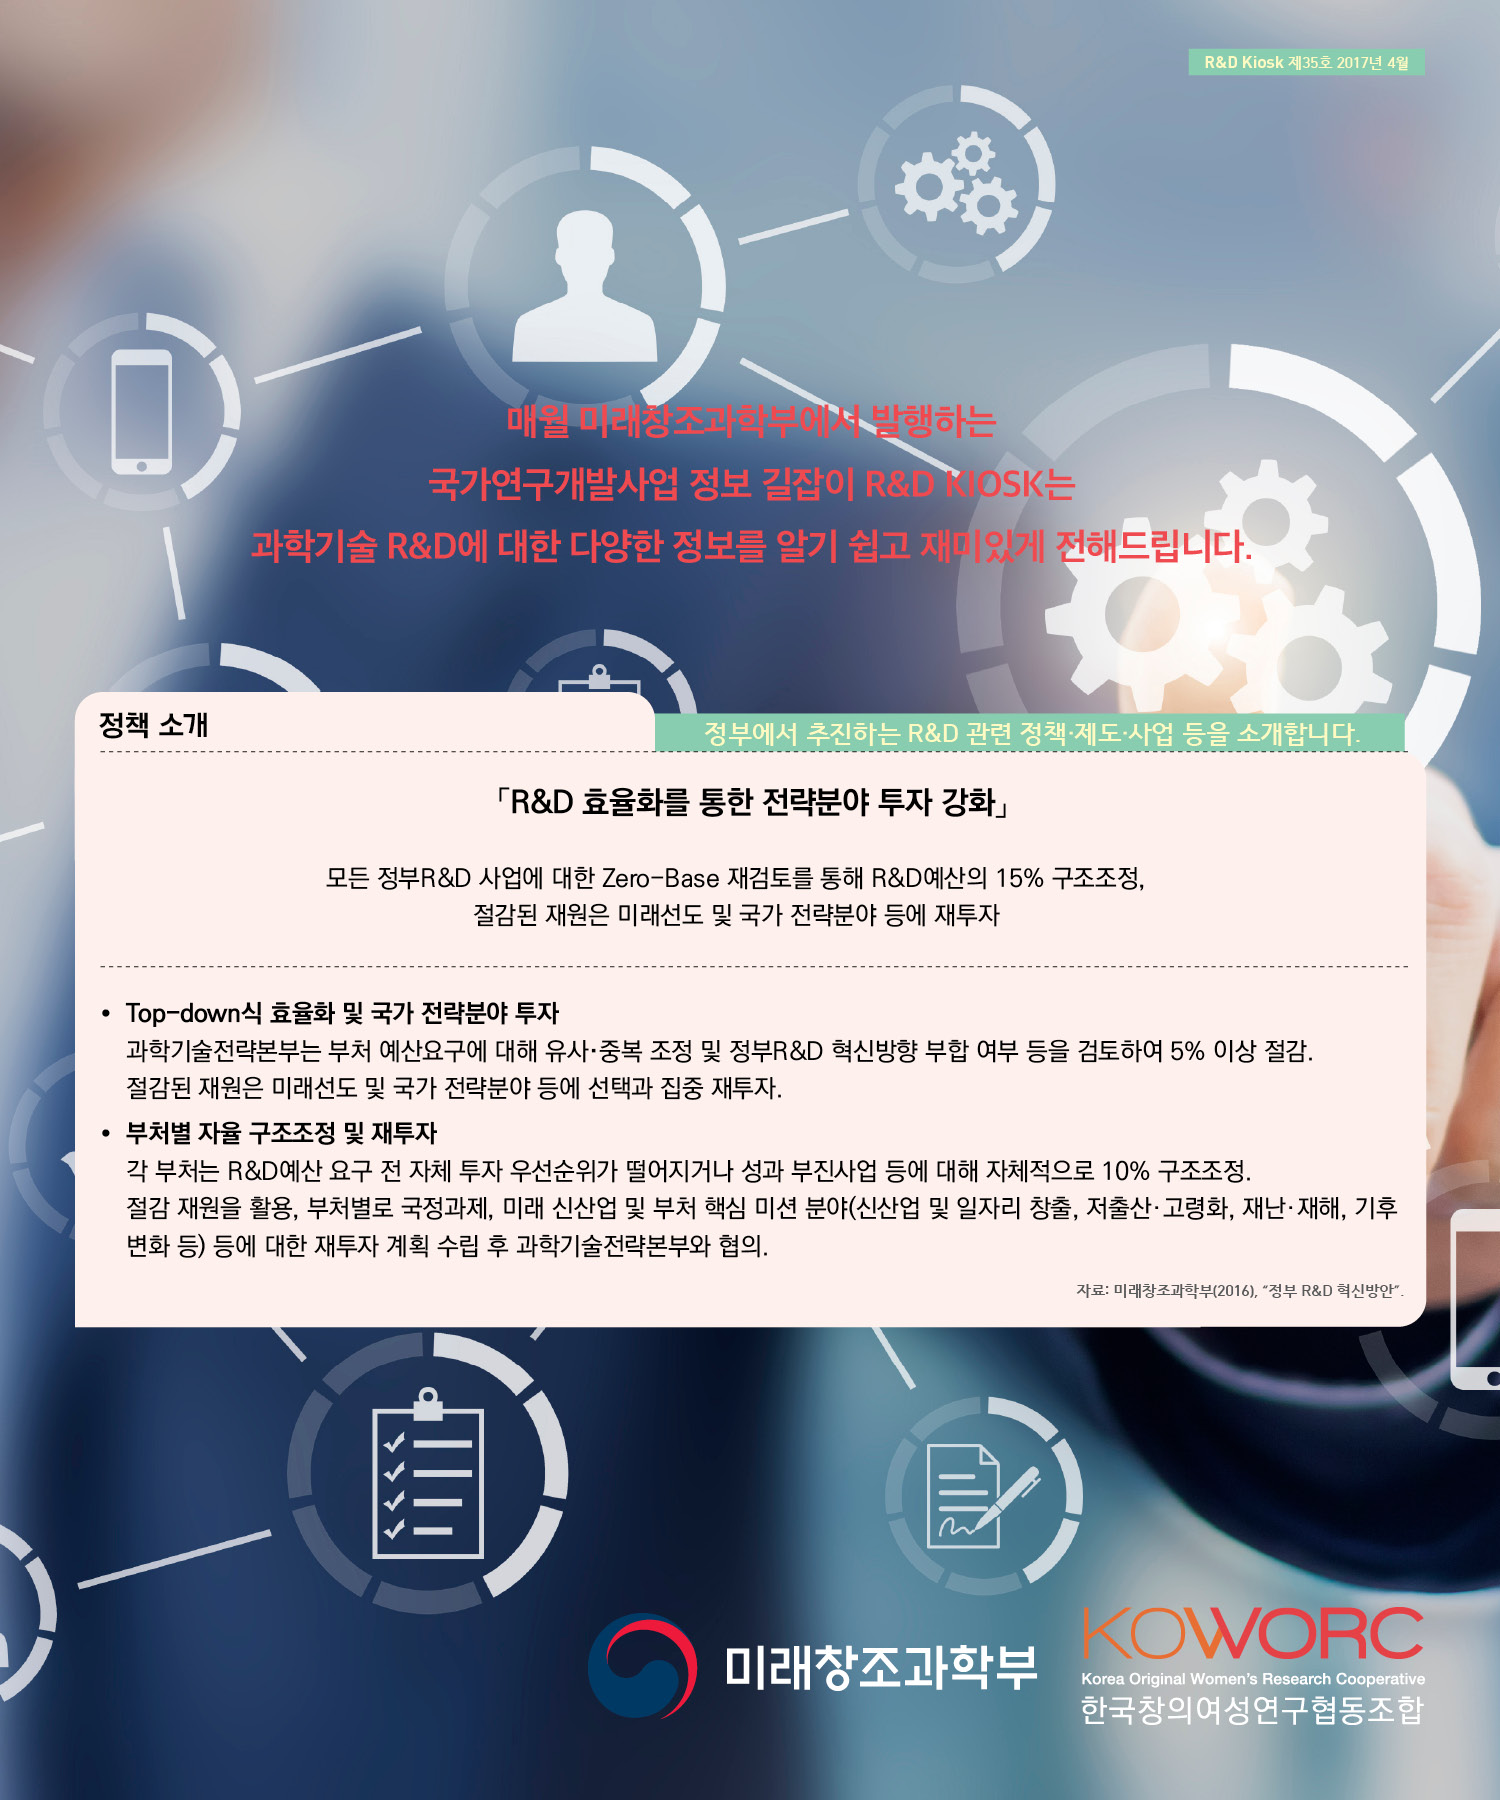 R&D Kiosk 제35호 2017년 4월
매월 미래창조과학부에서 발행하는
국가연구개발사업 정보 길잡이 R&D KIOSK는
과학기술 R&D에 대한 다양한 정보를 알기 쉽고 재미있게 전해드립니다.
정책 소개
정부에서 추진하는 R&D 관련 정책·제도·사업 등을 소개합니다.
「R&D 효율화를 통한 전략분야 투자 강화」
모든 정부R&D 사업에 대한 Zero-Base 재검토를 통해 R&D예산의 15% 구조조정,
절감된 재원은 미래선도 및 국가 전략분야 등에 재투자
• Top-down식 효율화 및 국가 전략분야 투자
과학기술전략본부는 부처 예산요구에 대해 유사·중복 조정 및 정부R&D 혁신방향 부합 여부 등을 검토하여 5% 이상 절감.
절감된 재원은 미래선도 및 국가 전략분야 등에 선택과 집중 재투자.
• 부처별 자율 구조조정 및 재투자
각 부처는 R&D예산 요구 전 자체 투자 우선순위가 떨어지거나 성과 부진사업 등에 대해 자체적으로 10% 구조조정.
절감 재원을 활용, 부처별로 국정과제, 미래 신산업 및 부처 핵심 미션 분야(신산업 및 일자리 창출, 저출산·고령화, 재난·재해, 기후
변화 등) 등에 대한 재투자 계획 수립 후 과학기술전략본부와 협의.
자료: 미래창조과학부(2016), “정부 R&D 혁신방안”.
미래창조과학부
KOWORC
Korea Original Women's Research Cooperative
한국창의여성연구협동조합